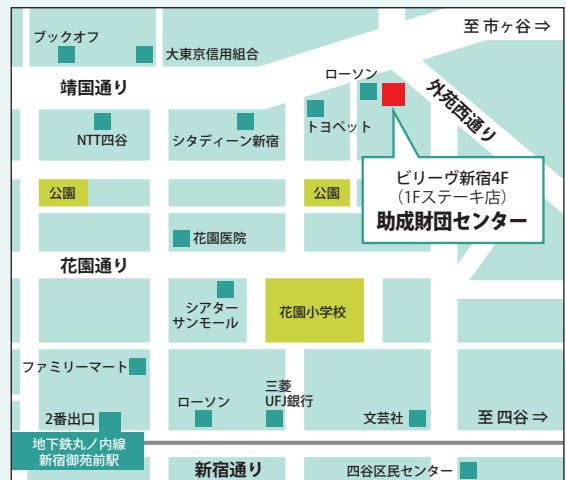 至 市ヶ谷 ⇒
ブックオフ
大東京信用組合
靖国通り
ローソン
外苑西通り
NTT四谷
シタディーン新宿
トヨペット
ビリーヴ新宿4F
（1Fステーキ店）
助成財団センター
公園
公園
花園医院
花園通り
シアター
サンモール
花園小学校
ファミリーマート
2番出口
ローソン
三菱
UFJ銀行
文芸社
至 四谷 ⇒
地下鉄丸ノ内線
新宿御苑前駅
新宿通り
四谷区民センター